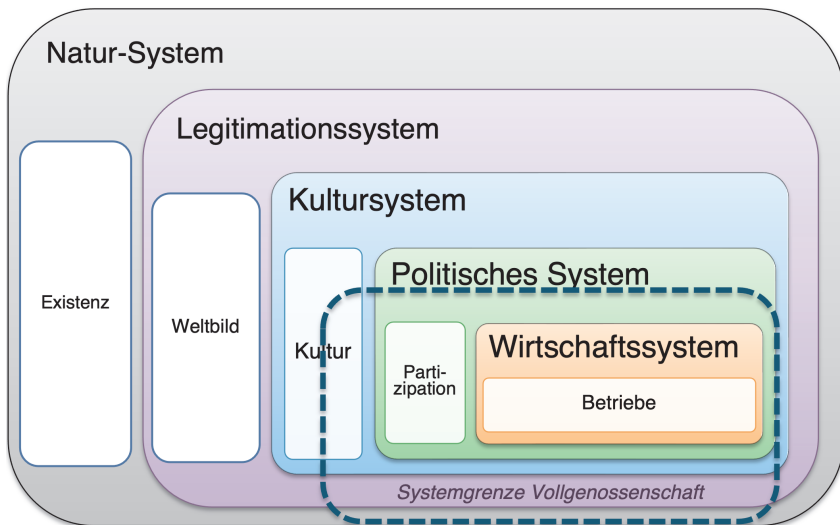 Natur-System
Legitimationssystem
Kultursystem
Politisches System
Existenz
Weltbild
Kultur
Parti-
zipation
Wirtschaftssystem
Betriebe
Systemgrenze Vollgenossenschaft